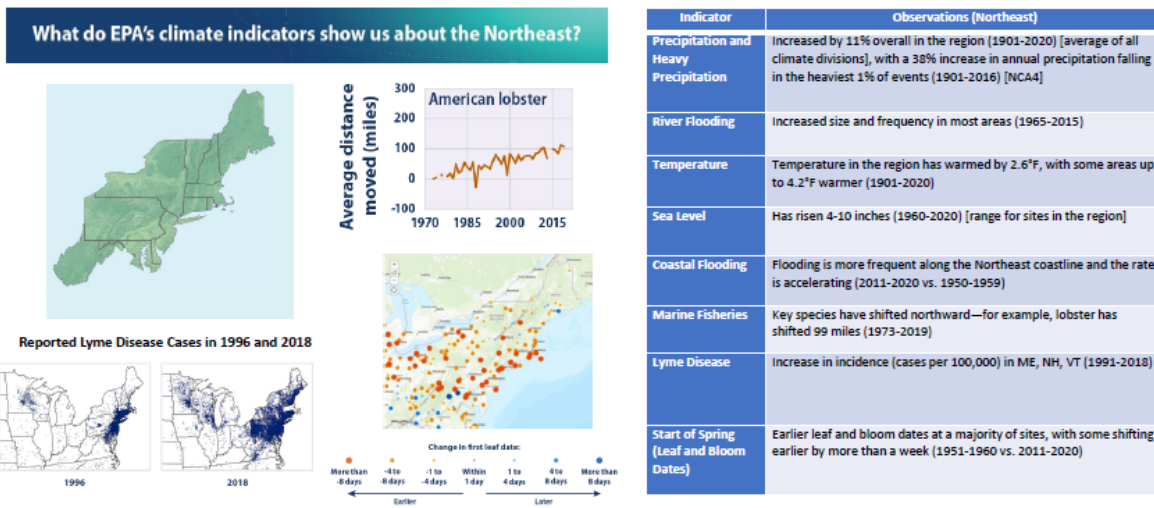 What do EPA's climate indicators show us about the Northeast?
American lobster
Average distance
moved (miles)
300
200
100
0
-100
1970
1985
2000
2015
Reported Lyme Disease Cases in 1996 and 2018
1996
2018
Change in first leaf date:
More than
-8 days
-4 to
-8 days
-1 to
-4 days
Within
1 day
1 to
4 days
4 to
8 days
More than
8 days
Earlier
Later
Indicator
Observations (Northeast)
Precipitation and
Heavy
Precipitation
Increased by 11% overall in the region (1901-2020) [average of all
climate divisions], with a 38% increase in annual precipitation falling
in the heaviest 1% of events (1901-2016) [NCA4]
River Flooding
Increased size and frequency in most areas (1965-2015)
Temperature
Temperature in the region has warmed by 2.6°F, with some areas up
to 4.2°F warmer (1901-2020)
Sea Level
Has risen 4-10 inches (1960-2020) [range for sites in the region]
Coastal Flooding
Flooding is more frequent along the Northeast coastline and the rate
is accelerating (2011-2020 vs. 1950-1959)
Marine Fisheries
Key species have shifted northward—for example, lobster has
shifted 99 miles (1973-2019)
Lyme Disease
Increase in incidence (cases per 100,000) in ME, NH, VT (1991-2018)
Start of Spring
(Leaf and Bloom
Dates)
Earlier leaf and bloom dates at a majority of sites, with some shifting
earlier by more than a week (1951-1960 vs. 2011-2020)